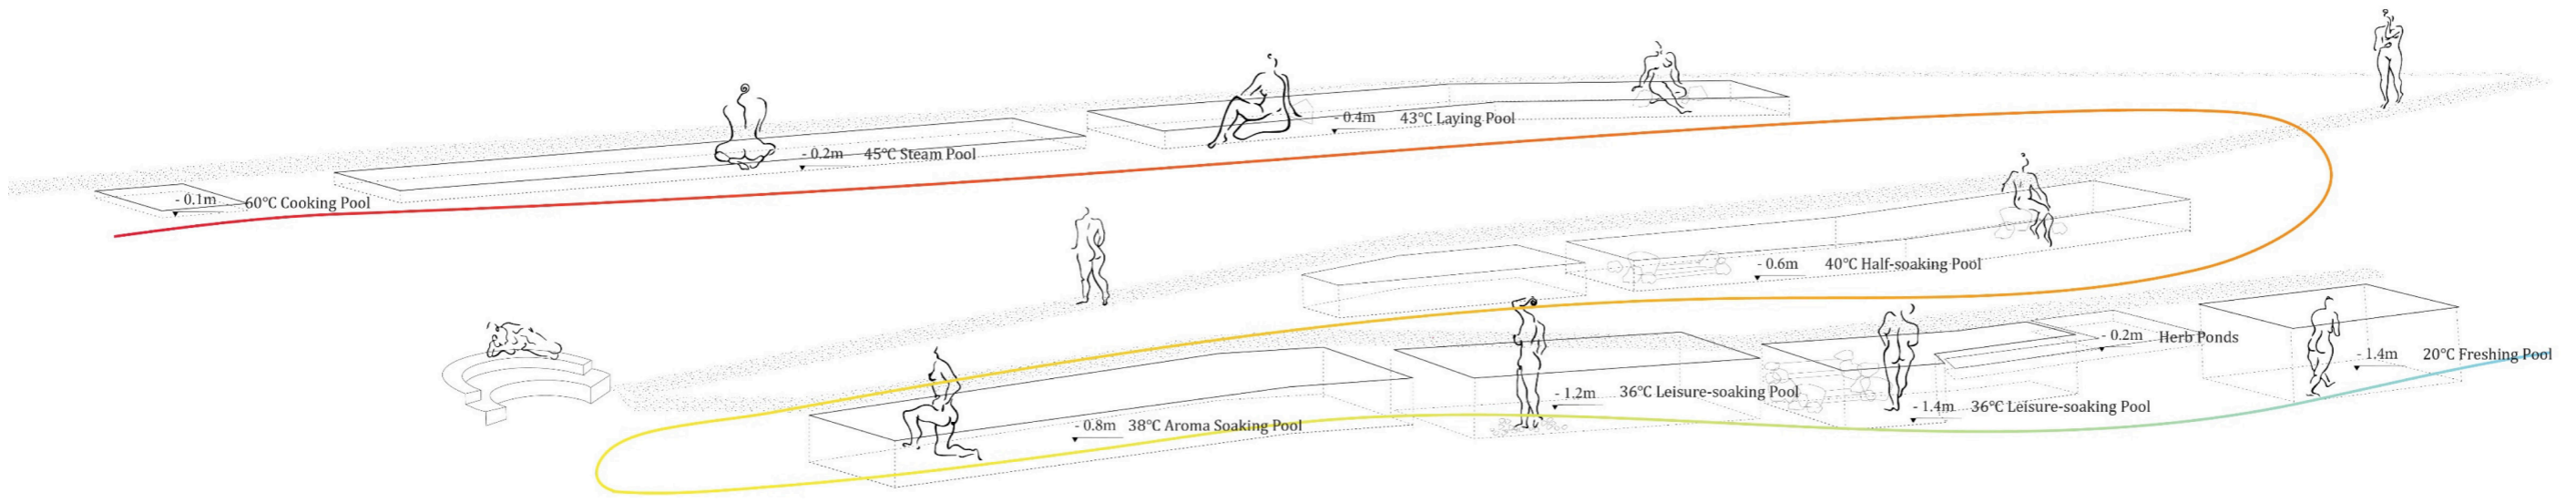 - 0.1m 60°C Cooking Pool
- 0.2m 45°C Steam Pool
- 0.4m 43°C Laying Pool
- 0.6m 40°C Half-soaking Pool
- 0.8m 38°C Aroma Soaking Pool
- 1.2m 36°C Leisure-soaking Pool
- 1.4m 36°C Leisure-soaking Pool
- 0.2m Herb Ponds
- 1.4m 20°C Freshing Pool